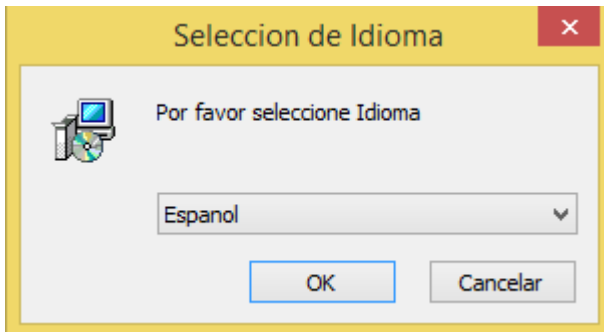 Seleccion de Idioma
Por favor seleccione Idioma
Espanol
OK
Cancelar